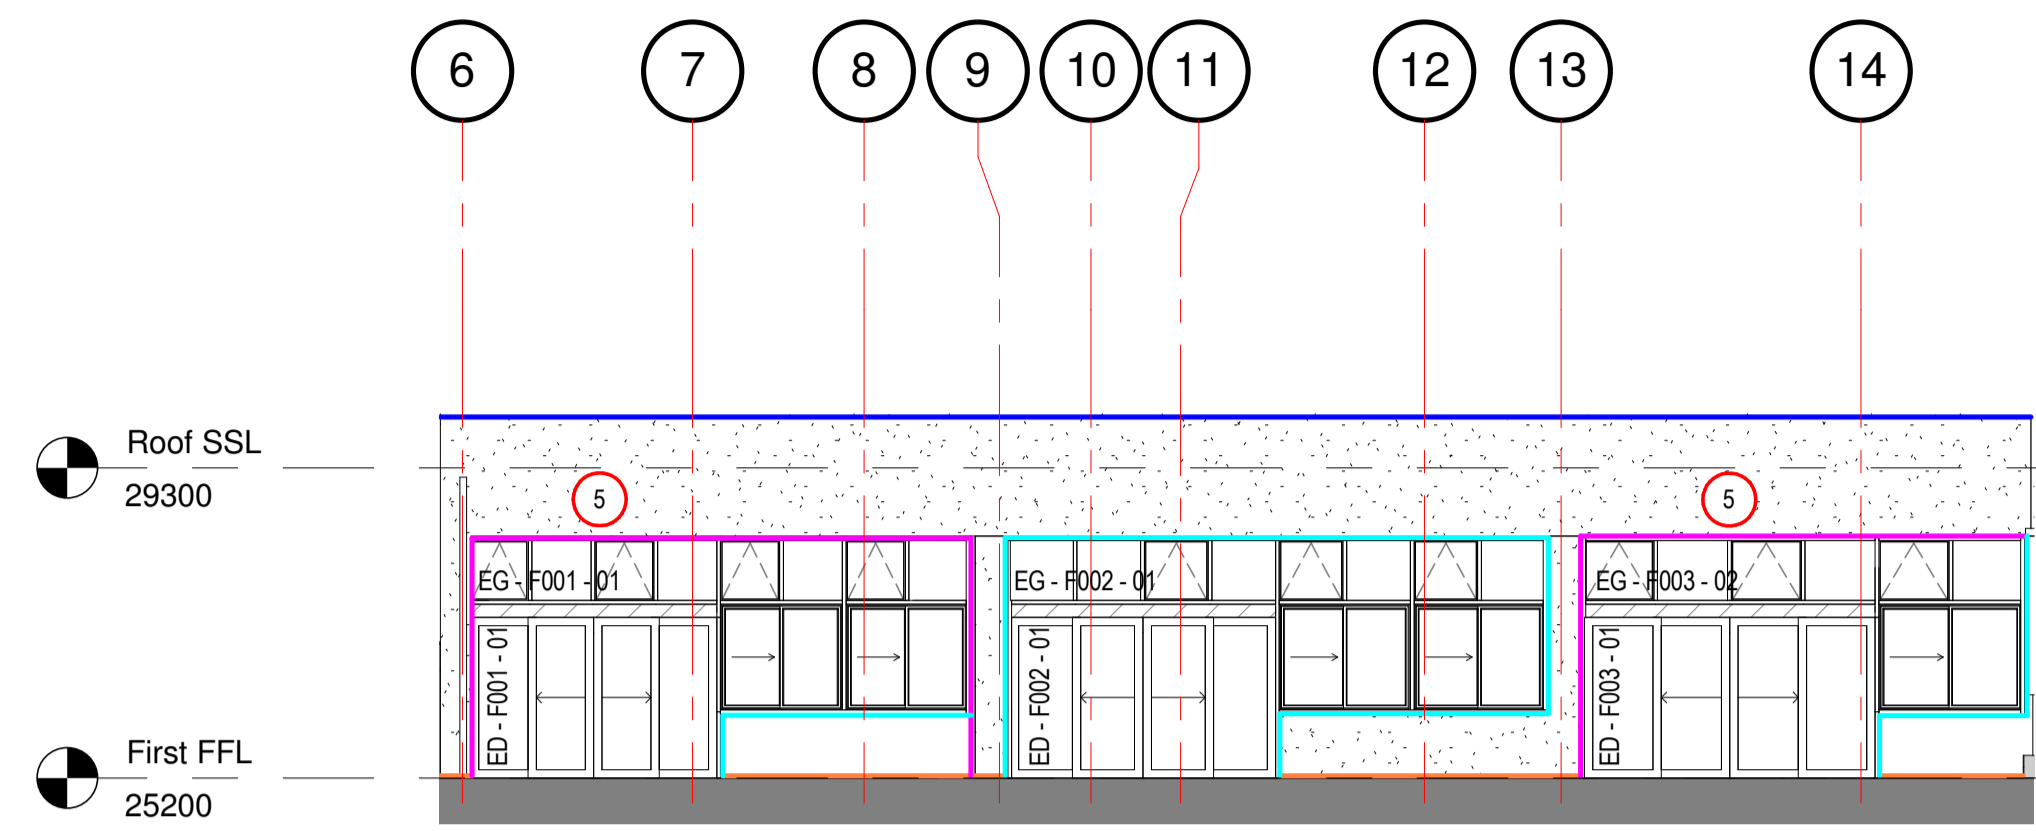 6 7 8 9 10 11 12 13 14
Roof SSL
29300
5 5
EG - F001 - 01 EG - F002 - 01 EG - F003 - 02
ED - F001 - 01 ED - F002 - 01 ED - F003 - 01
First FFL
25200